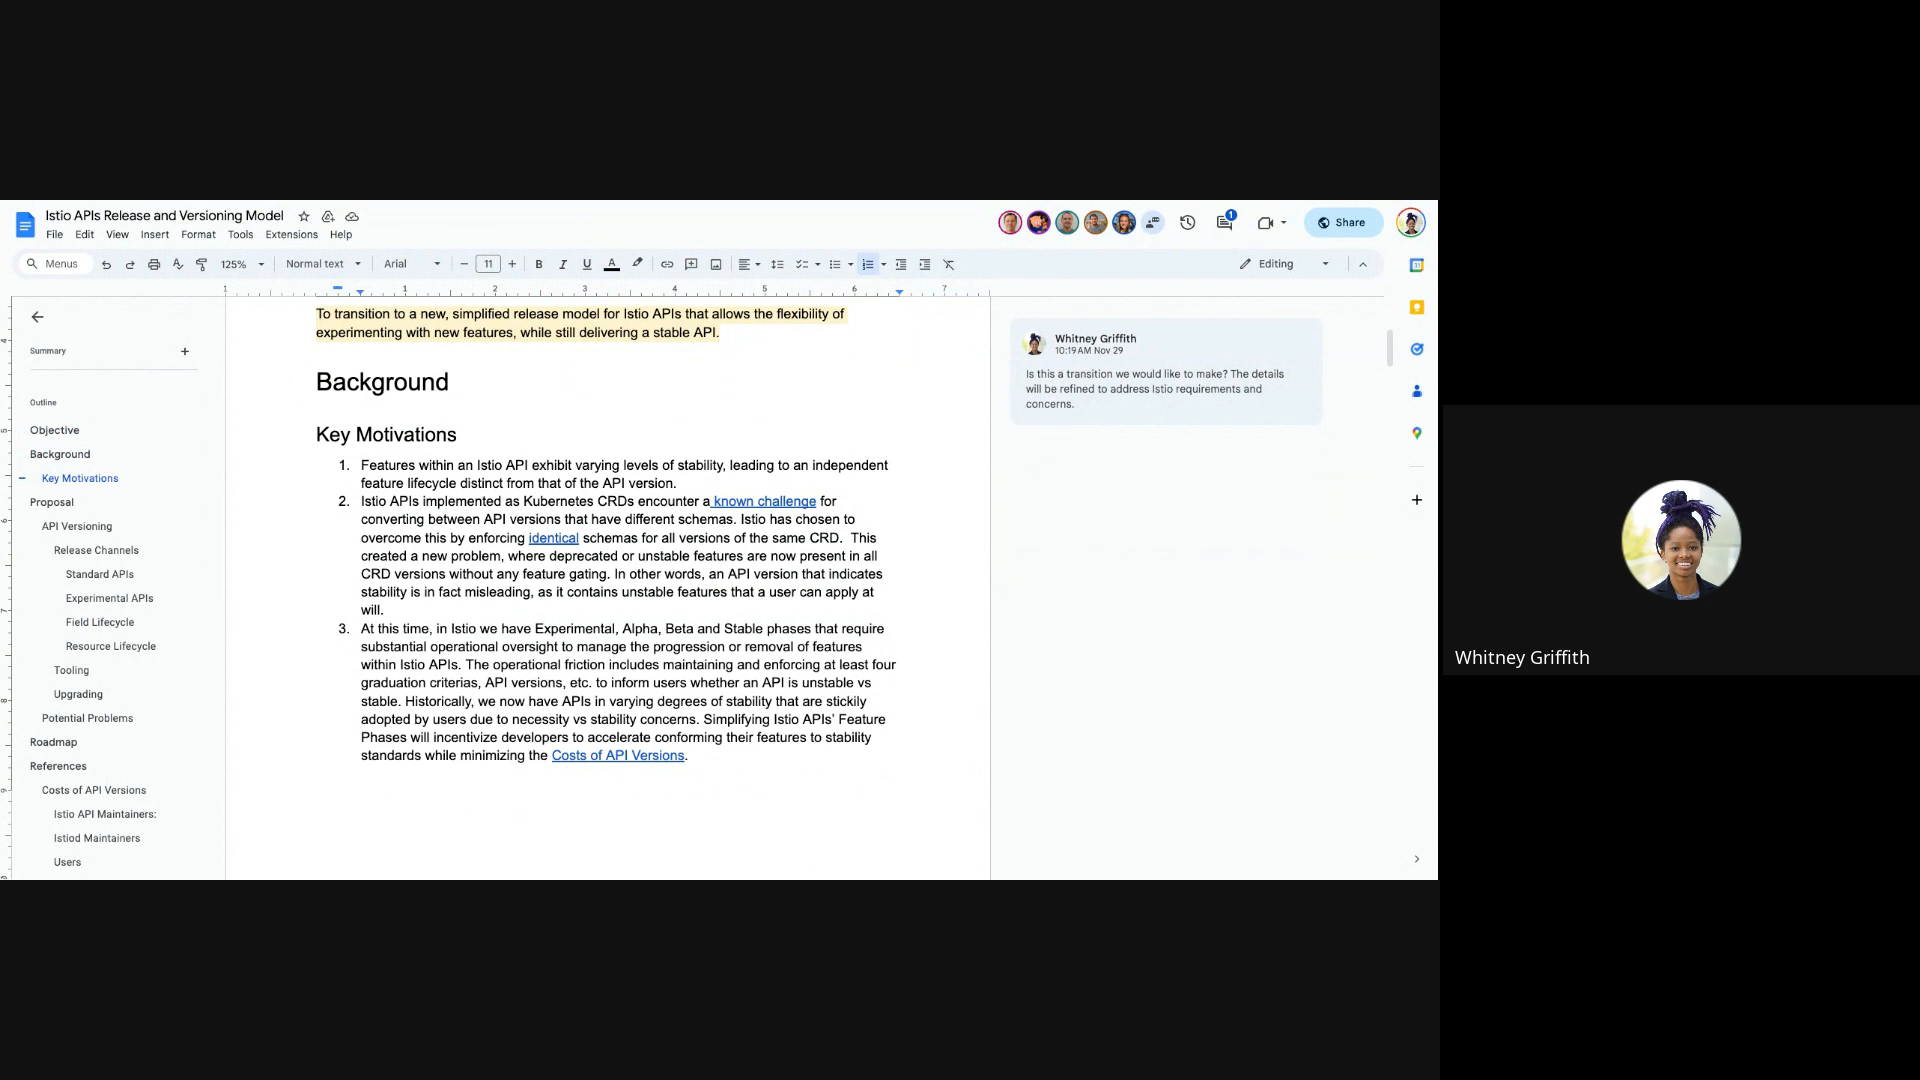 Istio APIs Release and Versioning Model
File Edit View Insert Format Tools Extensions Help
1
Share
Menus
125%
Normal text
Arial
11
B I U A
Editing
1 1 2 3 4 5 6 7
Summary
Outline
Objective
Background
Key Motivations
Proposal
API Versioning
Release Channels
Standard APIs
Experimental APIs
Field Lifecycle
Resource Lifecycle
Tooling
Upgrading
Potential Problems
Roadmap
References
Costs of API Versions
Istio API Maintainers:
Istiod Maintainers
Users
To transition to a new, simplified release model for Istio APIs that allows the flexibility of
experimenting with new features, while still delivering a stable API.
Background
Key Motivations
1. Features within an Istio API exhibit varying levels of stability, leading to an independent
feature lifecycle distinct from that of the API version.
2. Istio APIs implemented as Kubernetes CRDs encounter a known challenge for
converting between API versions that have different schemas. Istio has chosen to
overcome this by enforcing identical schemas for all versions of the same CRD. This
created a new problem, where deprecated or unstable features are now present in all
CRD versions without any feature gating. In other words, an API version that indicates
stability is in fact misleading, as it contains unstable features that a user can apply at
will.
3. At this time, in Istio we have Experimental, Alpha, Beta and Stable phases that require
substantial operational oversight to manage the progression or removal of features
within Istio APIs. The operational friction includes maintaining and enforcing at least four
graduation criterias, API versions, etc. to inform users whether an API is unstable vs
stable. Historically, we now have APIs in varying degrees of stability that are stickily
adopted by users due to necessity vs stability concerns. Simplifying Istio APIs' Feature
Phases will incentivize developers to accelerate conforming their features to stability
standards while minimizing the Costs of API Versions.
Whitney Griffith
10:19 AM Nov 29
Is this a transition we would like to make? The details
will be refined to address Istio requirements and
concerns.
Whitney Griffith